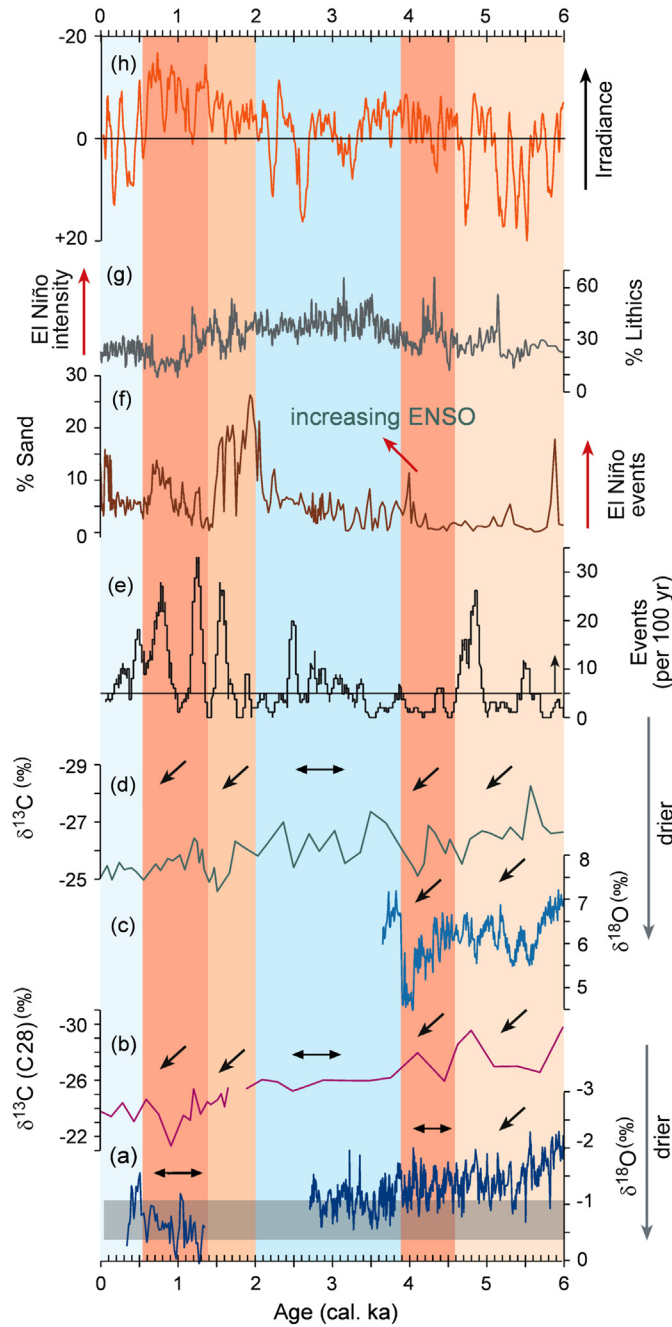 0 1 2 3 4 5 6
-20
(h)
0
+20
Irradiance
El Niño
intensity
(g)
60
30
0
% Lithics
30
20
10
0
% Sand
(f)
increasing ENSO
El Niño
events
(e)
30
20
10
0
Events
(per 100 yr)
-29
-27
-25
δ¹³C (‰)
(d)
drier
8
7
6
5
δ¹⁸O (‰)
(c)
-30
-26
-22
δ¹³C (C28) (‰)
(b)
-3
-2
-1
0
δ¹⁸O (‰)
drier
(a)
0 1 2 3 4 5 6
Age (cal. ka)